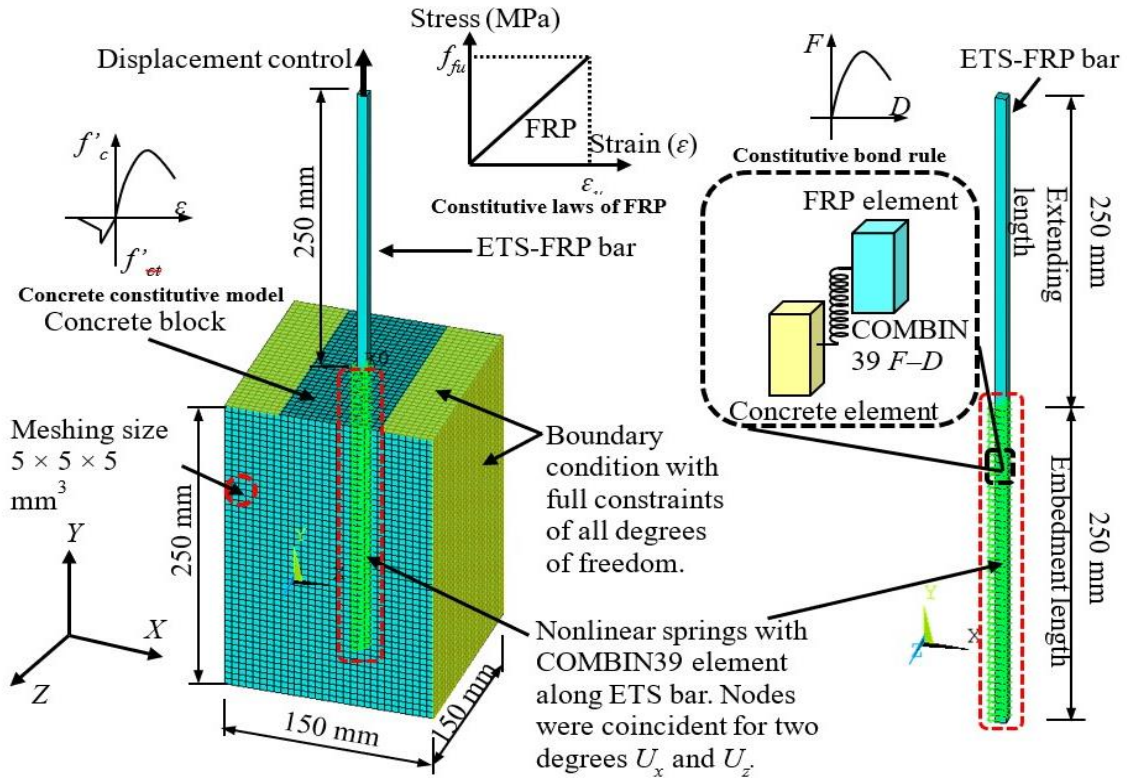 Stress (MPa)
f_fu
FRP
Strain (ε)
Constitutive laws of FRP
Displacement control
250 mm
ETS-FRP bar
f'c
ε
f'ct
Concrete constitutive model
Concrete block
Meshing size
5 × 5 × 5
mm³
250 mm
Y
X
Z
150 mm
150 mm
Boundary
condition with
full constraints
of all degrees
of freedom.
Nonlinear springs with
COMBIN39 element
along ETS bar. Nodes
were coincident for two
degrees Ux and Uz.
F
D
Constitutive bond rule
FRP element
COMBIN
39 F–D
Concrete element
ETS-FRP bar
Extending
length
250 mm
Embedment length
250 mm
Y
X
Z
Y